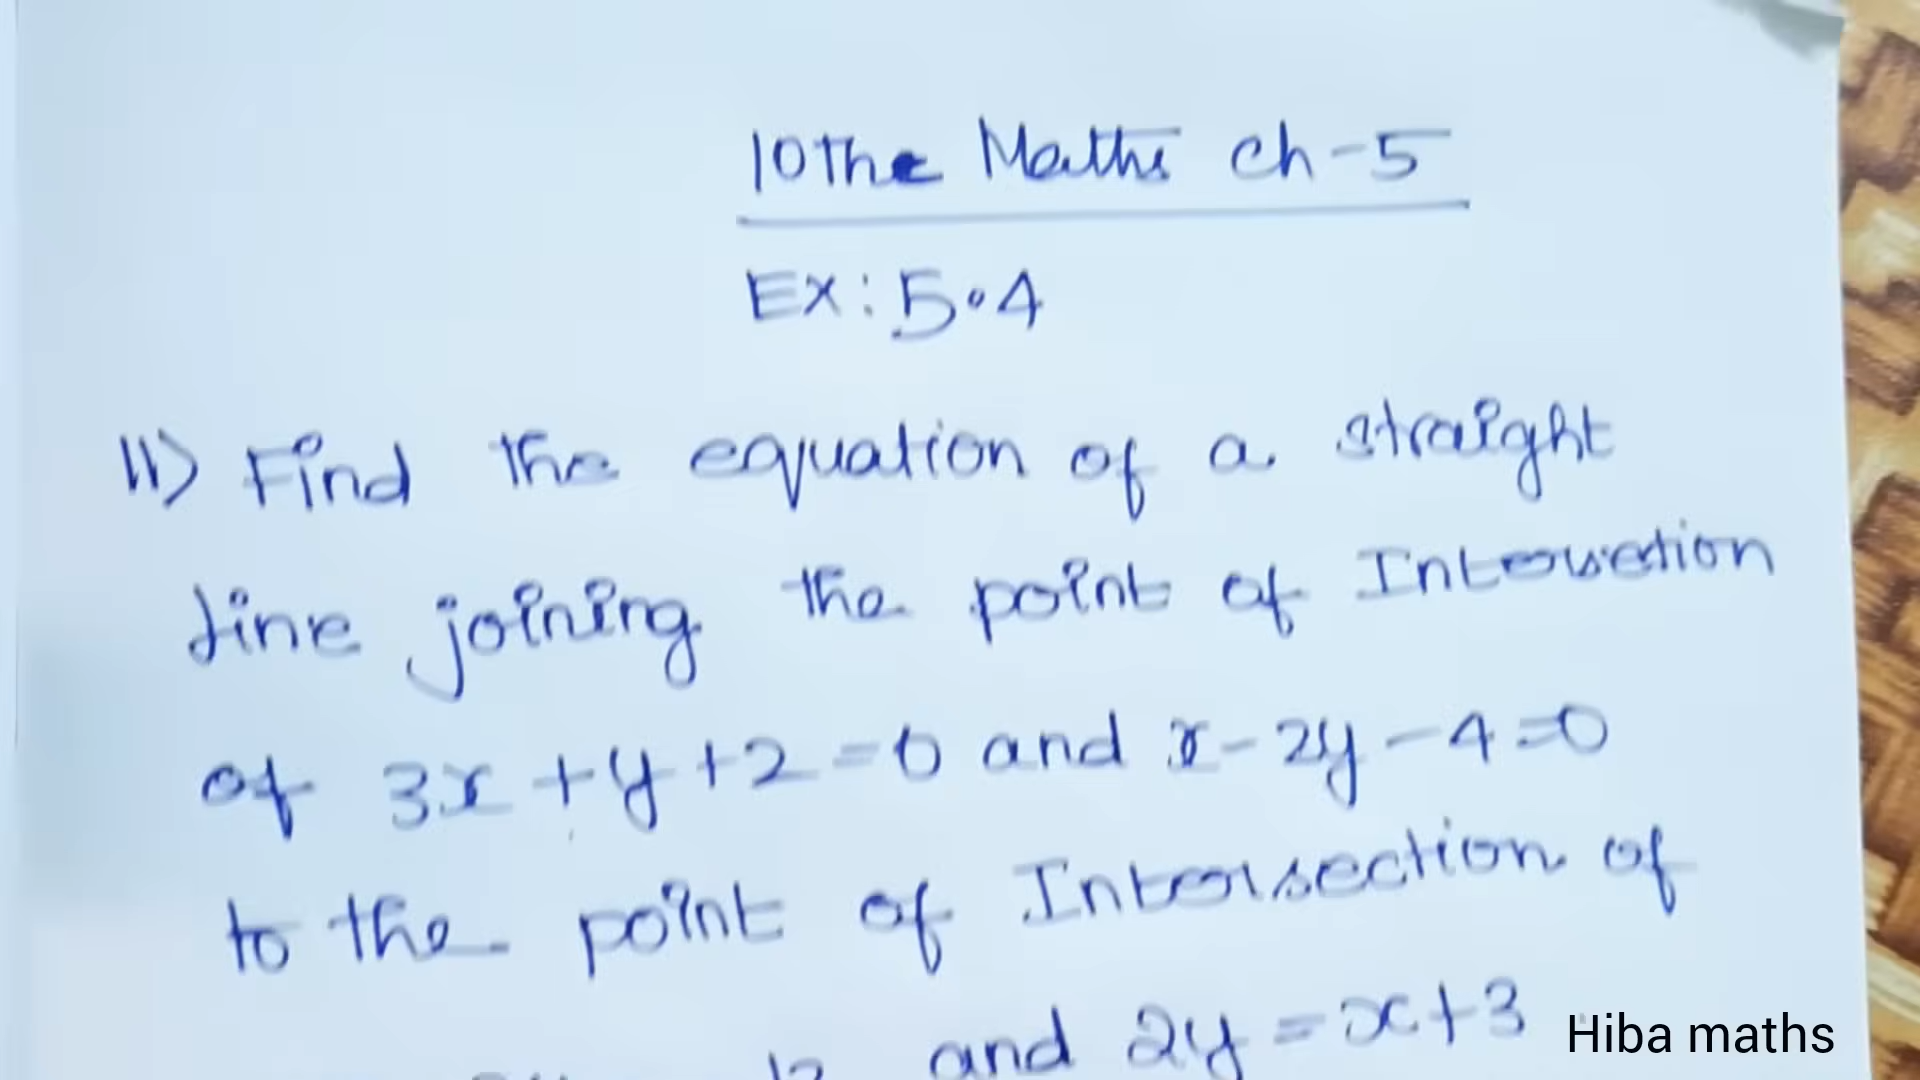 10the Maths ch-5
EX: 5.4
11) Find the equation of a straight
line joining the point of Intersection
of 3x + y + 2 = 0 and x - 2y - 4 = 0
to the point of Intersection of
and 2y = x + 3
Hiba maths